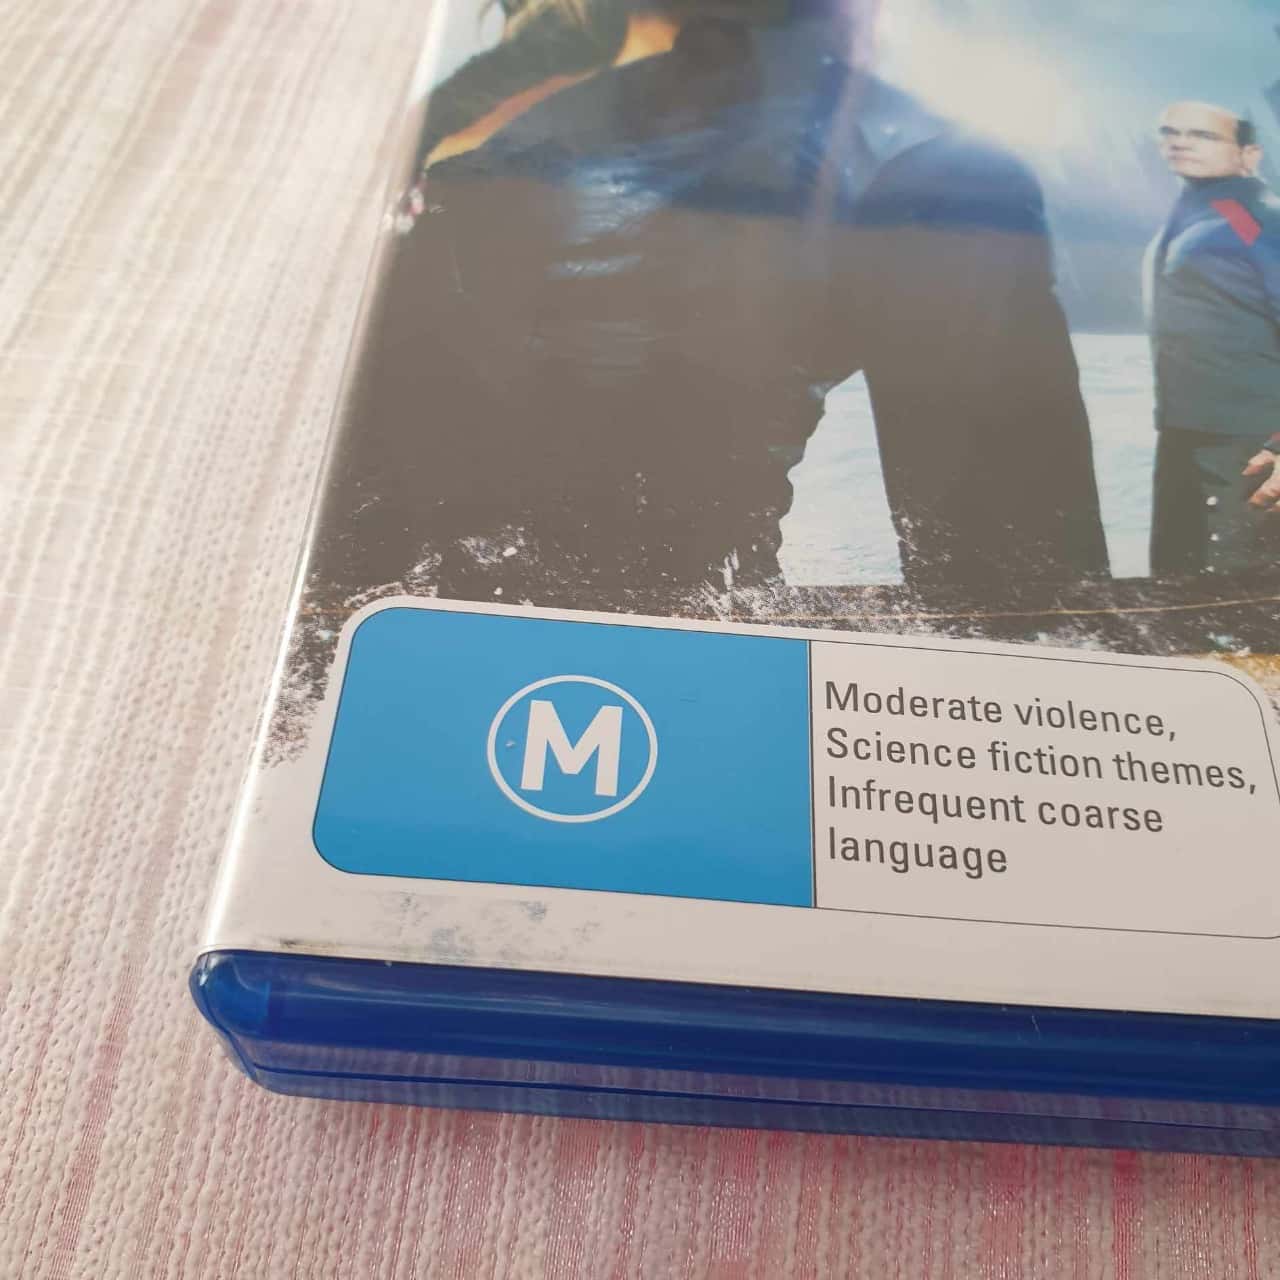 M
Moderate violence,
Science fiction themes,
Infrequent coarse
language